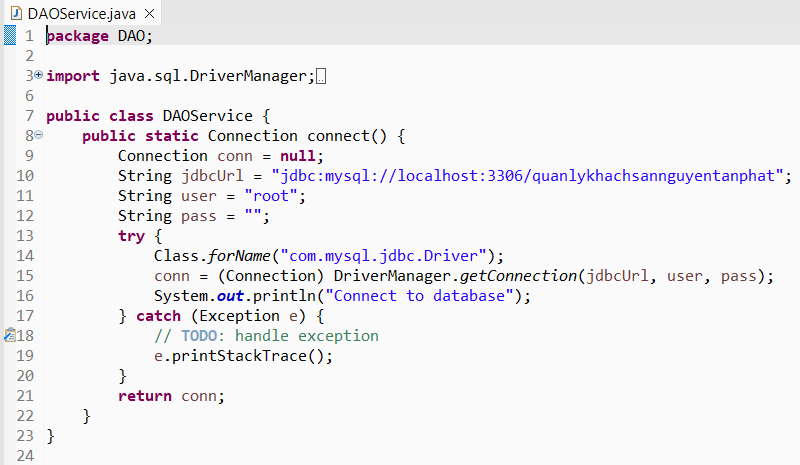 DAOService.java
1 package DAO;
2
3 import java.sql.DriverManager;
6
7 public class DAOService {
8 public static Connection connect() {
9 Connection conn = null;
10 String jdbcUrl = "jdbc:mysql://localhost:3306/quanlykhachsannguyentanphat";
11 String user = "root";
12 String pass = "";
13 try {
14 Class.forName("com.mysql.jdbc.Driver");
15 conn = (Connection) DriverManager.getConnection(jdbcUrl, user, pass);
16 System.out.println("Connect to database");
17 } catch (Exception e) {
18 // TODO: handle exception
19 e.printStackTrace();
20 }
21 return conn;
22 }
23 }
24